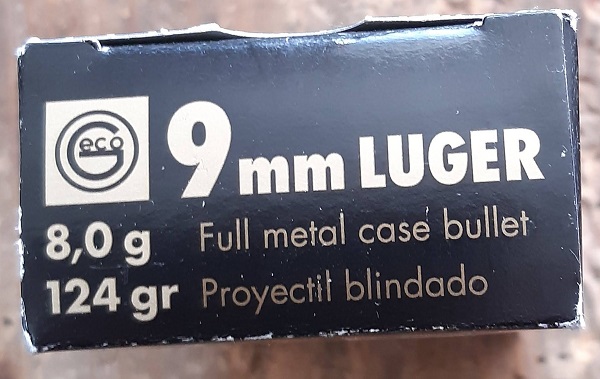 Geco
9mm LUGER
8,0 g Full metal case bullet
124 gr Proyectil blindado